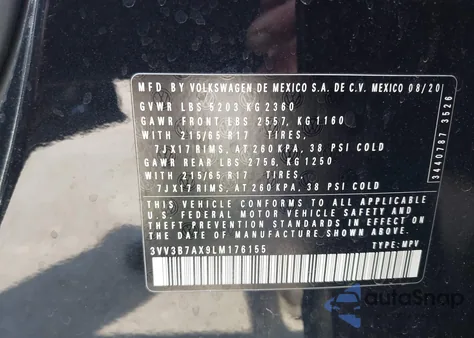 MFD BY VOLKSWAGEN DE MEXICO S.A. DE C.V. MEXICO 08/20
GVWR LBS 5203 KG 2360
GAWR FRONT LBS 2557, KG 1160
WITH 215/65 R17 TIRES,
7JX17 RIMS, AT 260 KPA, 38 PSI COLD
GAWR REAR LBS 2756, KG 1250
WITH 215/65 R17 TIRES,
7JX17 RIMS, AT 260 KPA, 38 PSI COLD
THIS VEHICLE CONFORMS TO ALL APPLICABLE
U.S. FEDERAL MOTOR VEHICLE SAFETY AND
THEFT PREVENTION STANDARDS IN EFFECT ON
THE DATE OF MANUFACTURE SHOWN ABOVE.
3VV3B7AX9LM176155 TYPE: MPV
3440787 3526
autoSnap